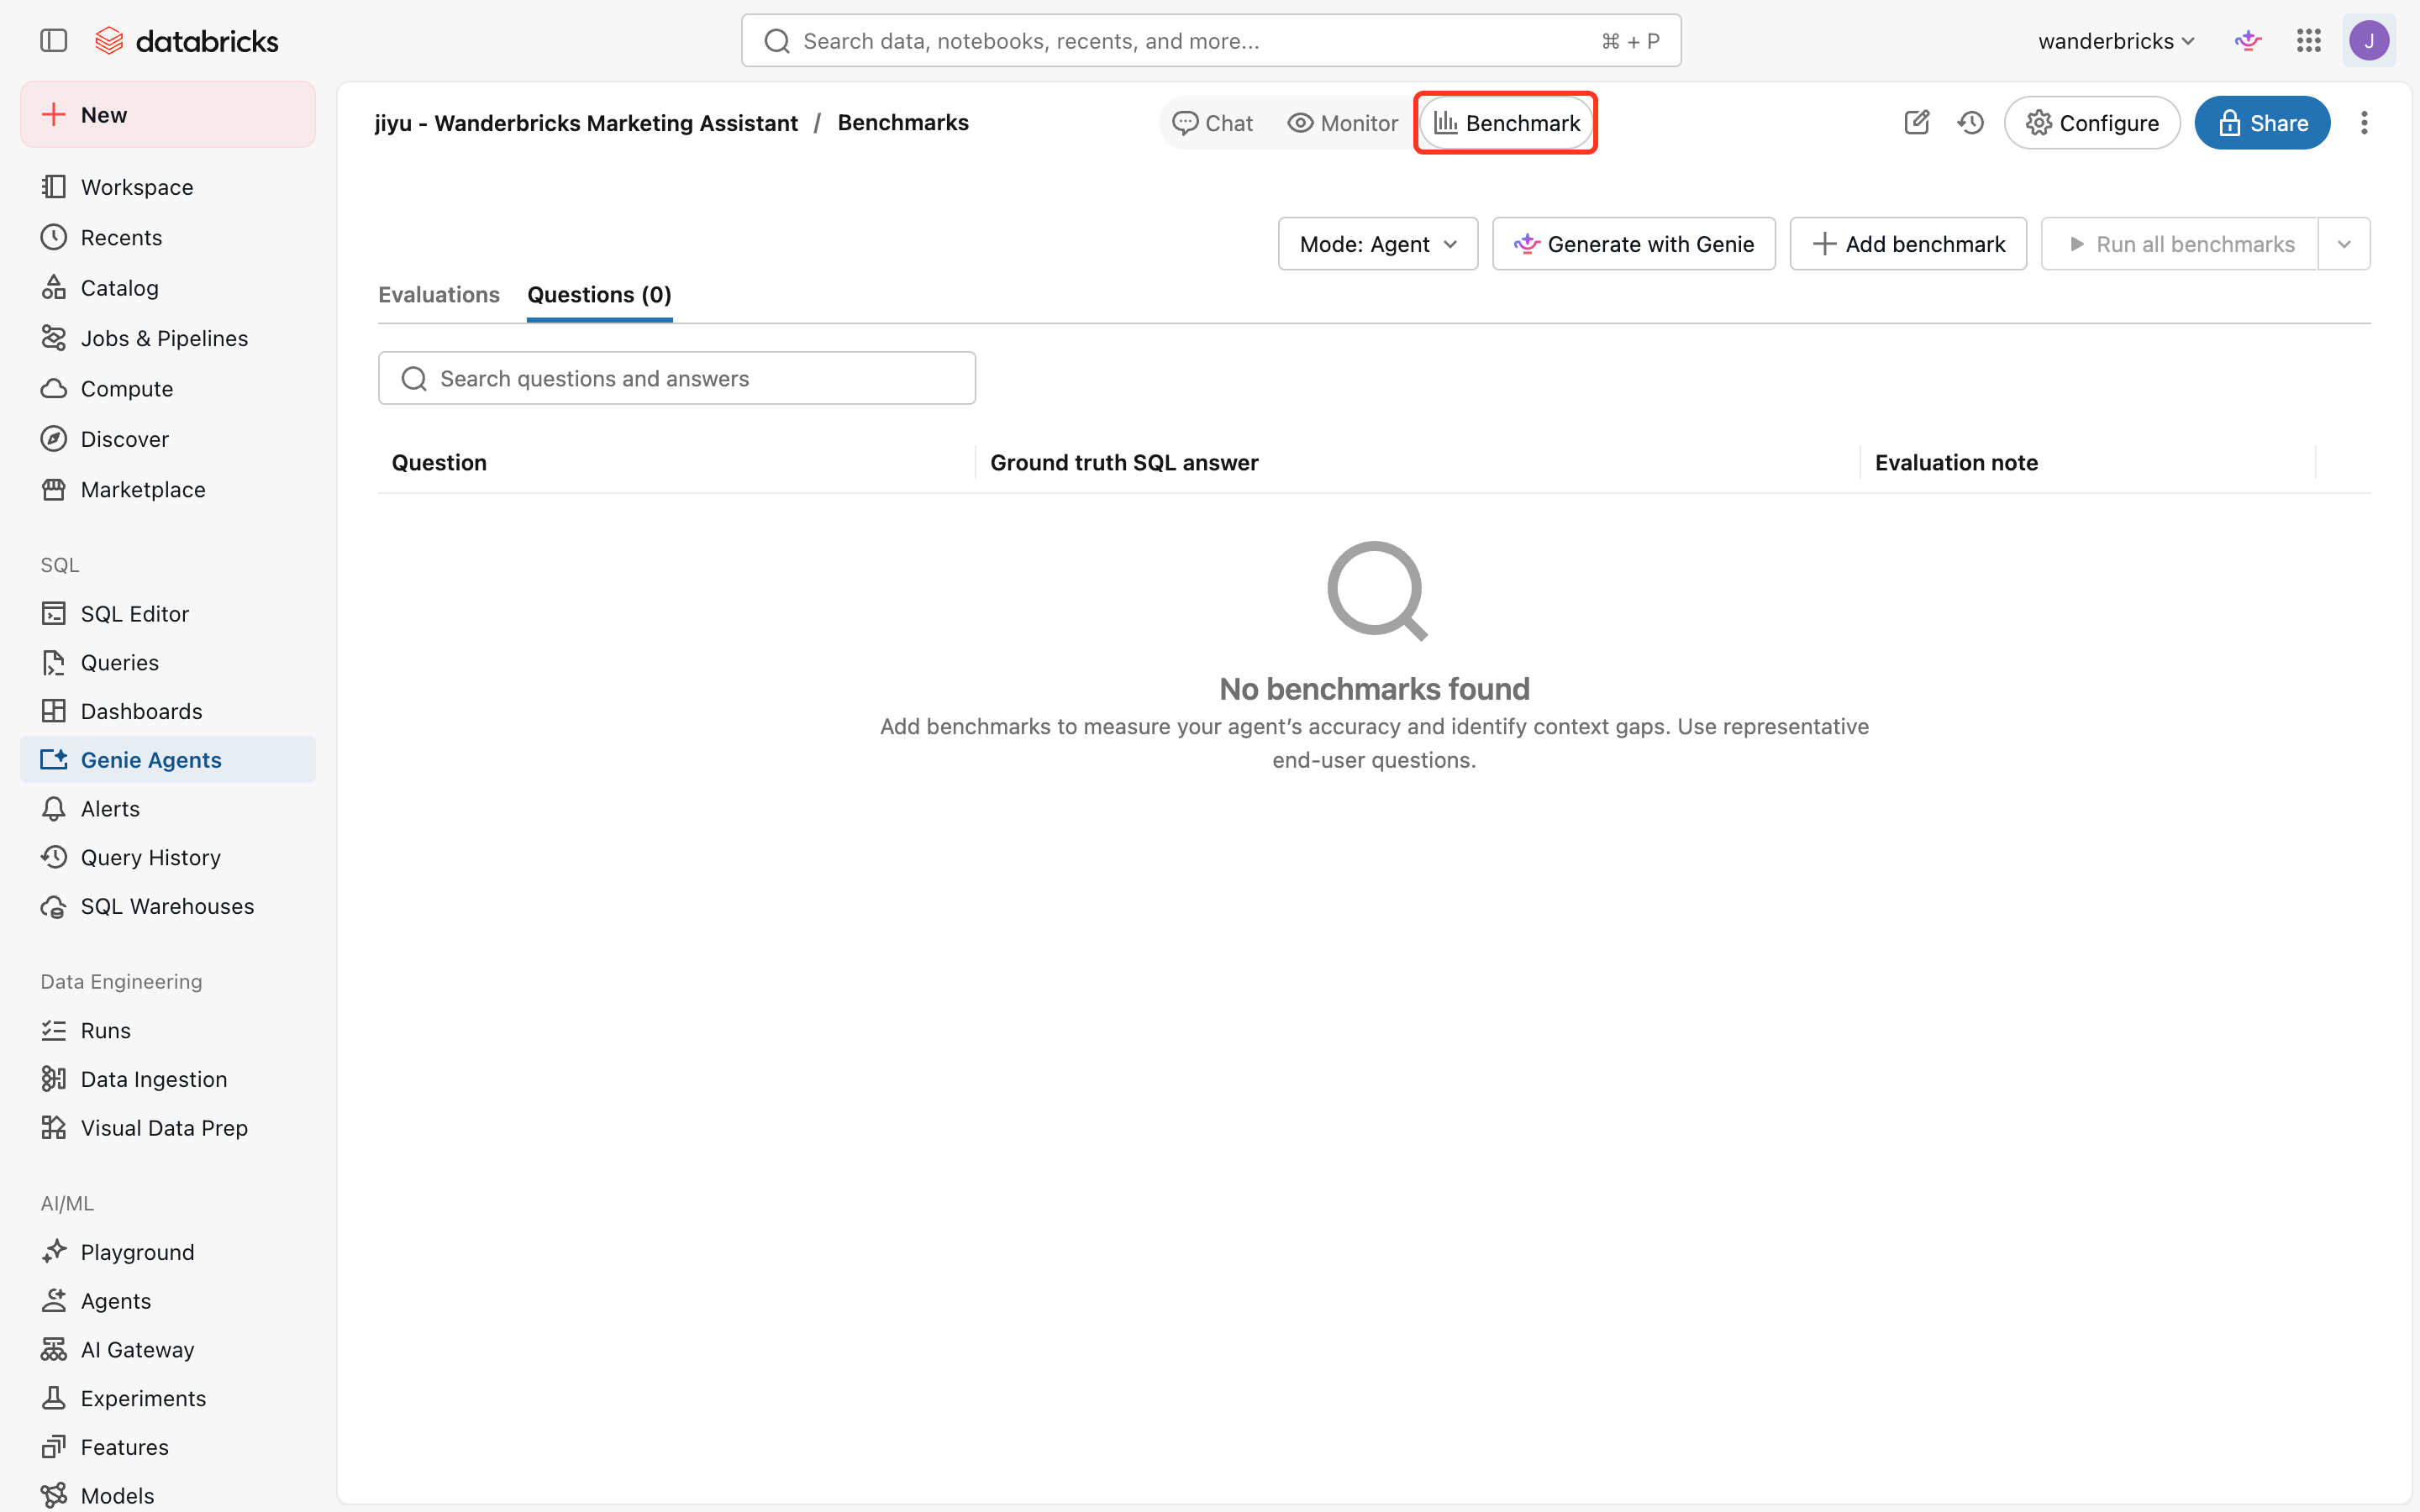 databricks
Search data, notebooks, recents, and more...
⌘ + P
wanderbricks
J
New
Workspace
Recents
Catalog
Jobs & Pipelines
Compute
Discover
Marketplace
SQL
SQL Editor
Queries
Dashboards
Genie Agents
Alerts
Query History
SQL Warehouses
Data Engineering
Runs
Data Ingestion
Visual Data Prep
AI/ML
Playground
Agents
AI Gateway
Experiments
Features
Models
jiyu - Wanderbricks Marketing Assistant / Benchmarks
Chat
Monitor
Benchmark
Configure
Share
Mode: Agent
Generate with Genie
Add benchmark
Run all benchmarks
Evaluations
Questions (0)
Search questions and answers
Question
Ground truth SQL answer
Evaluation note
No benchmarks found
Add benchmarks to measure your agent's accuracy and identify context gaps. Use representative
end-user questions.